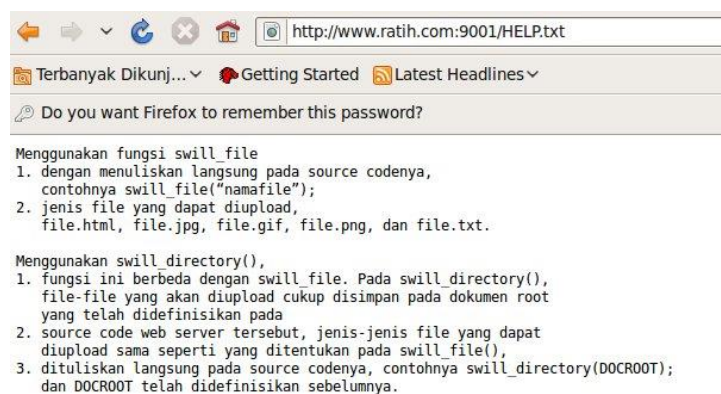 http://www.ratih.com:9001/HELP.txt
Terbanyak Dikunj... Getting Started Latest Headlines
Do you want Firefox to remember this password?
Menggunakan fungsi swill_file
1. dengan menuliskan langsung pada source codenya,
contohnya swill_file(“namafile”);
2. jenis file yang dapat diupload,
file.html, file.jpg, file.gif, file.png, dan file.txt.
Menggunakan swill_directory(),
1. fungsi ini berbeda dengan swill_file. Pada swill_directory(),
file-file yang akan diupload cukup disimpan pada dokumen root
yang telah didefinisikan pada
2. source code web server tersebut, jenis-jenis file yang dapat
diupload sama seperti yang ditentukan pada swill_file(),
3. dituliskan langsung pada source codenya, contohnya swill_directory(DOCROOT);
dan DOCROOT telah didefinisikan sebelumnya.